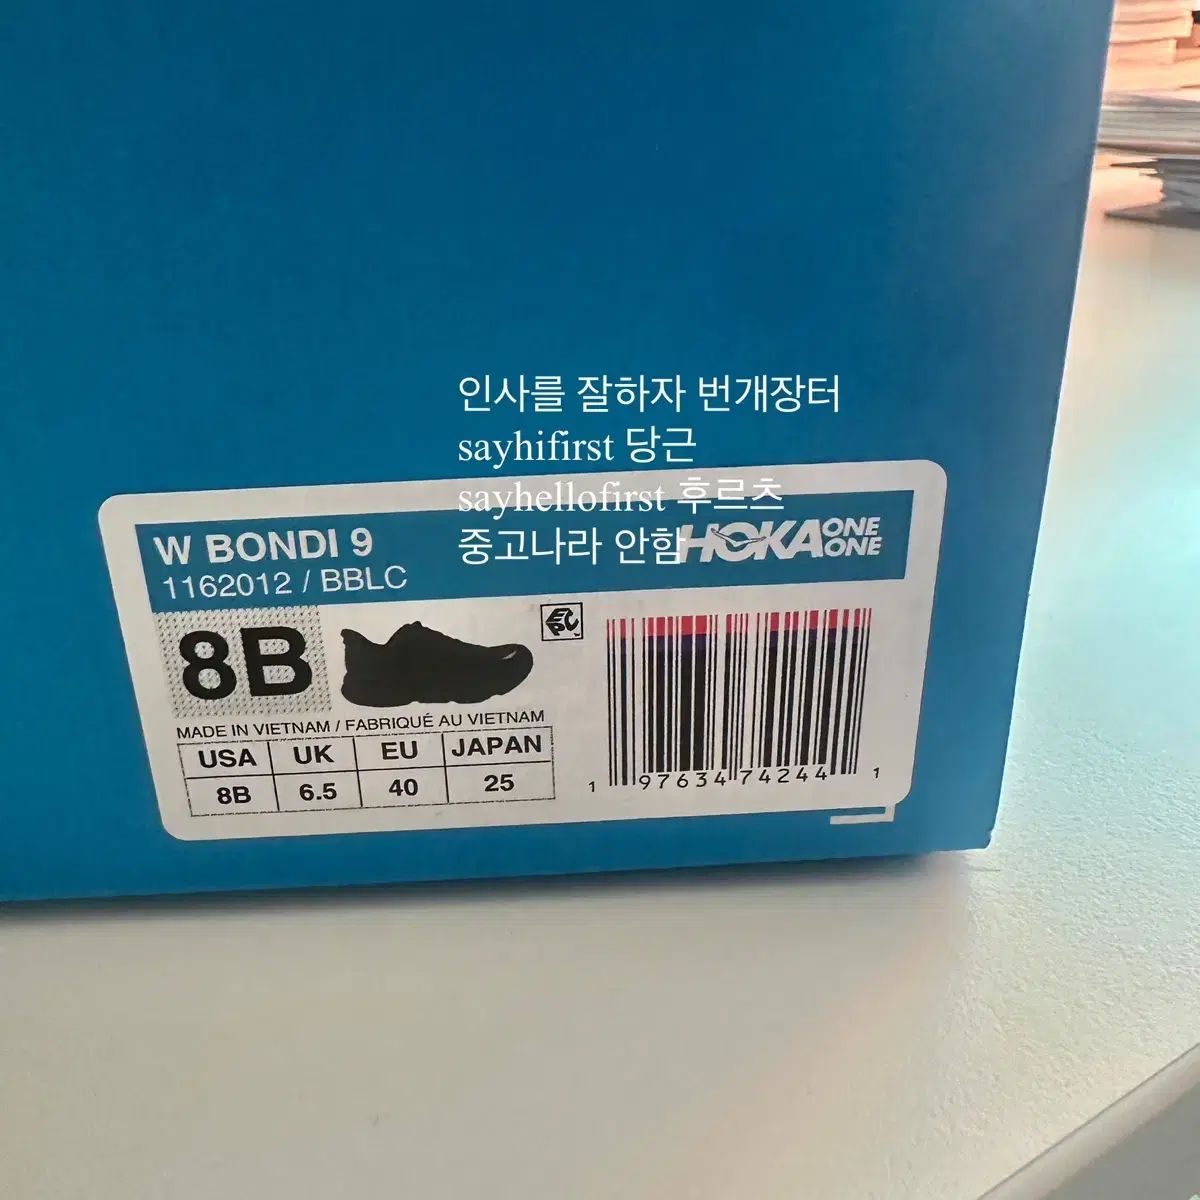 인사를 잘하자 번개장터
sayhifirst 당근
sayhellofirst 후르츠
중고나라 안함
W BONDI 9
HOKA ONE ONE
1162012 / BBLC
8B
EPC
MADE IN VIETNAM / FABRIQUÉ AU VIETNAM
USA UK EU JAPAN
8B 6.5 40 25
1 97634 74244 1